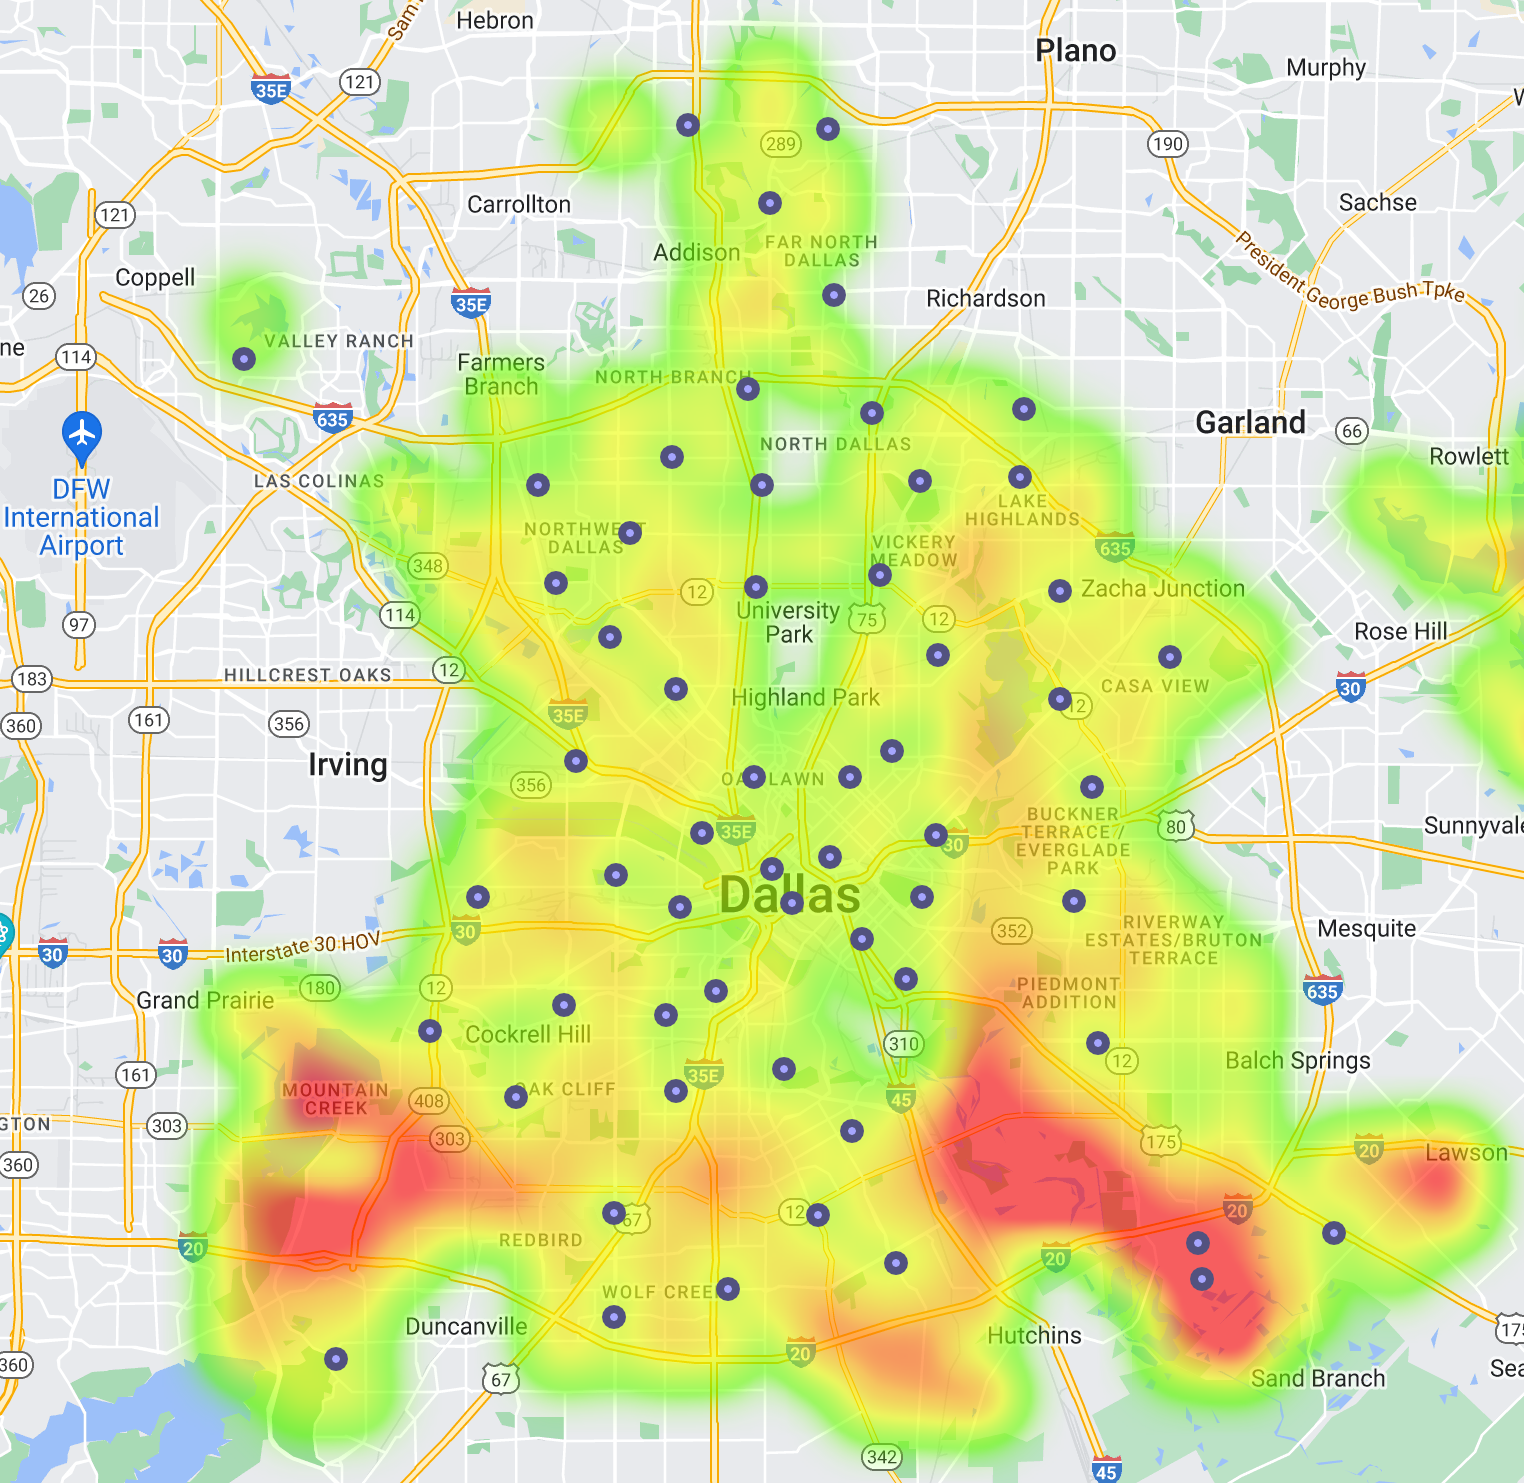 Hebron
Sam
Plano
Murphy
35E
121
289
190
Carrollton
Sachse
121
Addison
FAR NORTH
DALLAS
President George Bush Tpke
Coppell
26
35E
Richardson
ne
114
VALLEY RANCH
Farmers
Branch
NORTH BRANCH
635
Garland
66
NORTH DALLAS
Rowlett
LAS COLINAS
DFW
International
Airport
LAKE
HIGHLANDS
NORTHWEST
DALLAS
VICKERY
MEADOW
635
348
12
Zacha Junction
114
University
Park
75
12
97
Rose Hill
183
HILLCREST OAKS
12
Highland Park
CASA VIEW
30
360
161
356
35E
12
Irving
356
OAK LAWN
35E
BUCKNER
TERRACE /
EVERGLADE
PARK
80
Sunnyvale
30
Dallas
30
352
RIVERWAY
ESTATES/BRUTON
TERRACE
Mesquite
30
30
Interstate 30 HOV
Grand Prairie
180
12
PIEDMONT
ADDITION
635
Cockrell Hill
310
12
Balch Springs
161
35E
MOUNTAIN
CREEK
408
OAK CLIFF
45
GTON
303
303
175
20
Lawson
360
20
67
12
20
REDBIRD
20
WOLF CREEK
Duncanville
Hutchins
175
20
360
67
Sand Branch
Sea
342
45